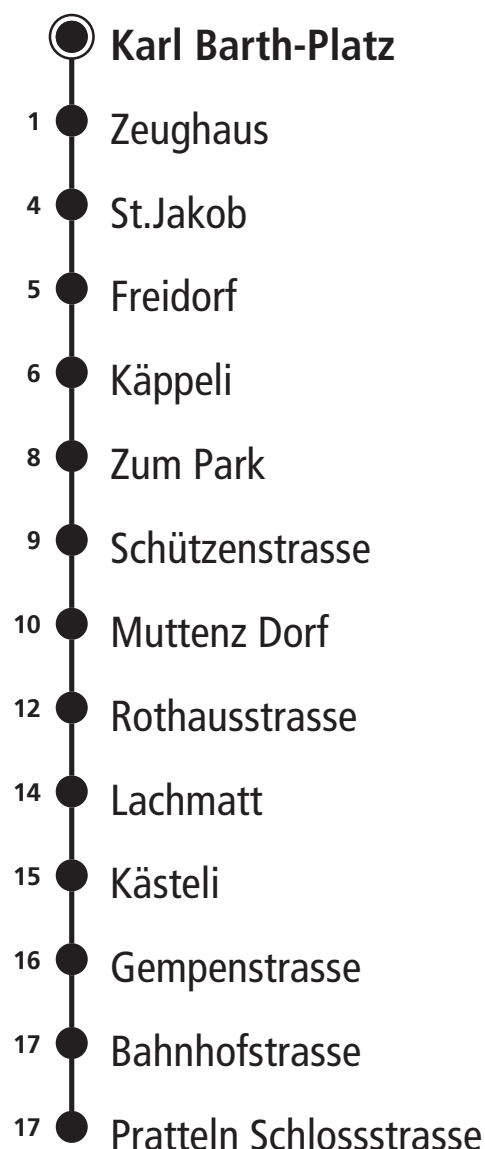 Karl Barth-Platz
1 Zeughaus
4 St.Jakob
5 Freidorf
6 Käppeli
8 Zum Park
9 Schützenstrasse
10 Muttenz Dorf
12 Rothausstrasse
14 Lachmatt
15 Kästeli
16 Gempenstrasse
17 Bahnhofstrasse
17 Pratteln Schlossstrasse